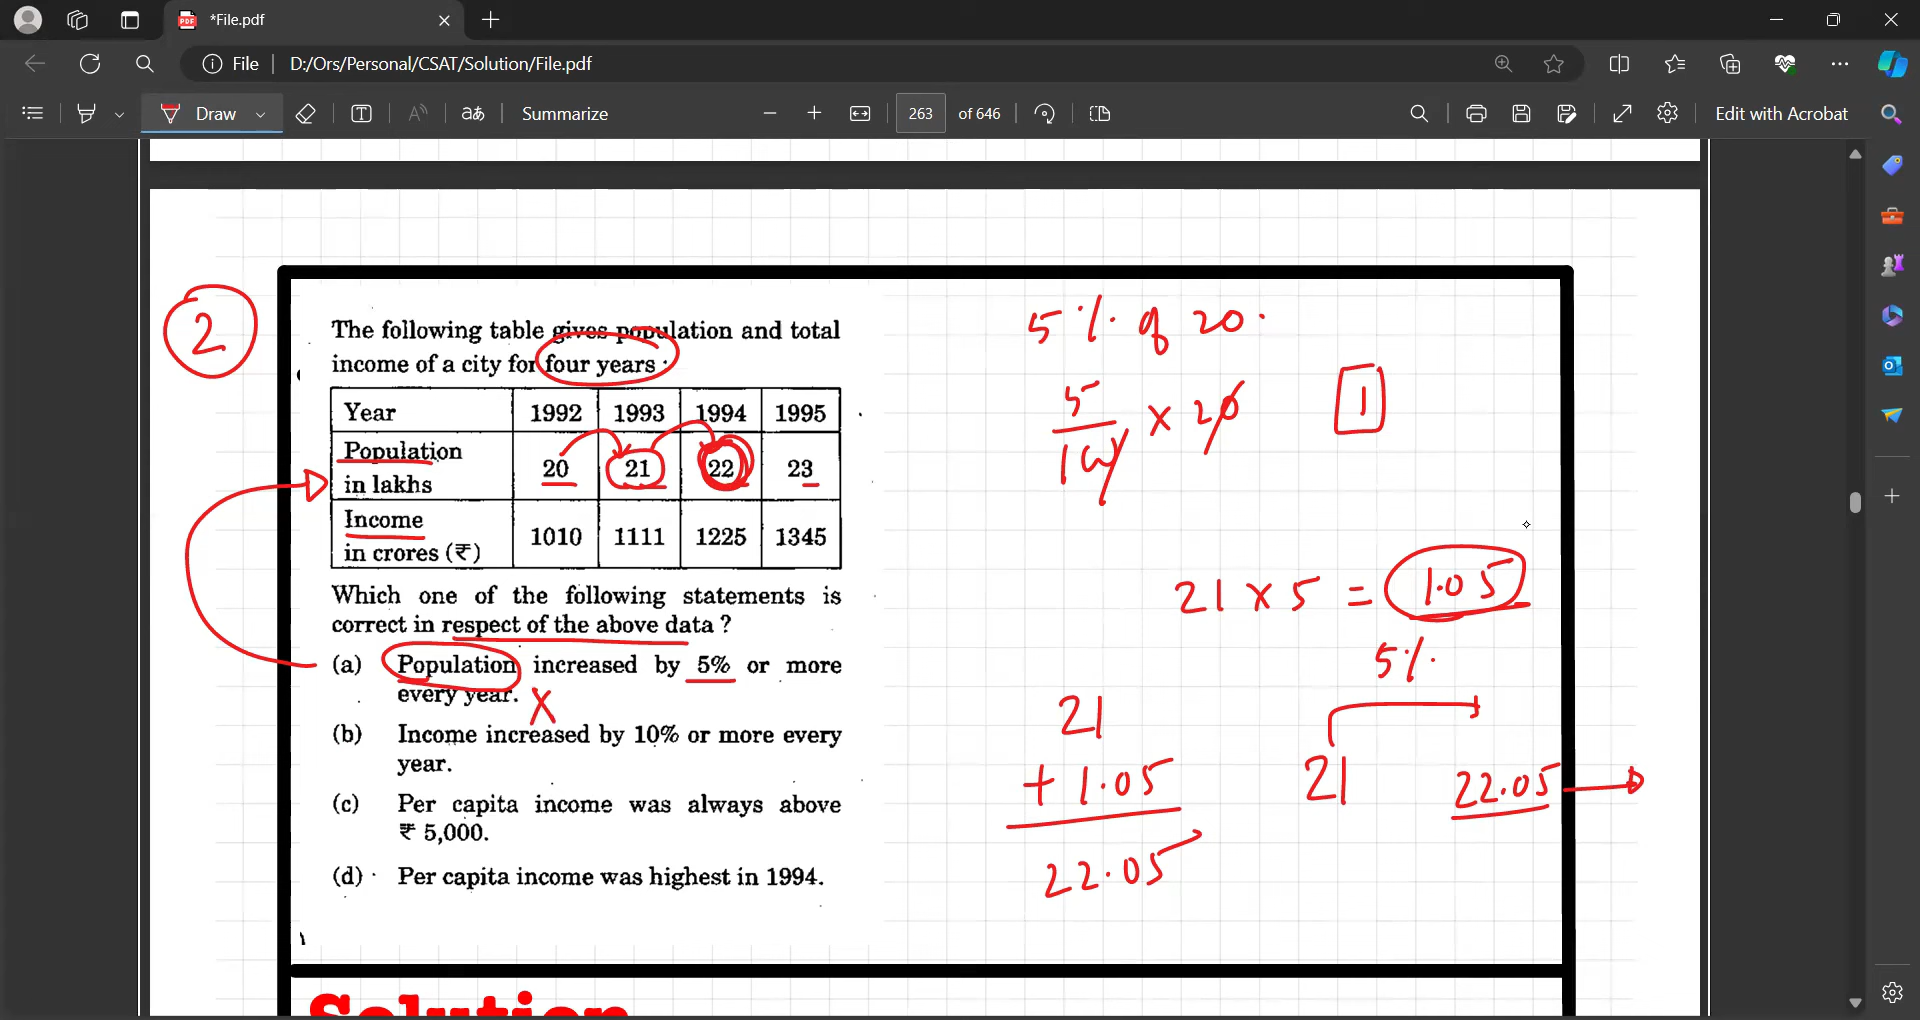 *File.pdf
File
D:/Ors/Personal/CSAT/Solution/File.pdf
Draw
aあ
Summarize
263 of 646
Edit with Acrobat
2
The following table gives population and total
income of a city for four years :
Year 1992 1993 1994 1995
Population
in lakhs 20 21 22 23
Income
in crores (₹) 1010 1111 1225 1345
Which one of the following statements is
correct in respect of the above data ?
(a) Population increased by 5% or more
every year. X
(b) Income increased by 10% or more every
year.
(c) Per capita income was always above
₹ 5,000.
(d) Per capita income was highest in 1994.
5% of 20
5/100 × 20
1
21 × 5 = 1.05
5%
21
+ 1.05
22.05
21 22.05
Solution